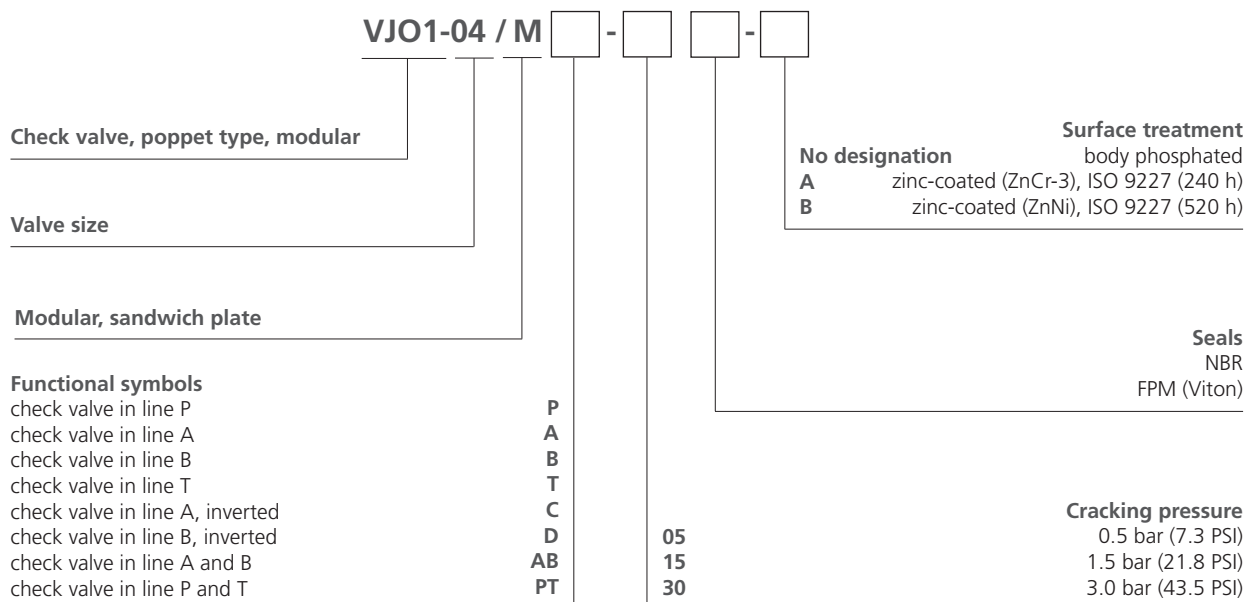 VJO1-04 / M - -
Check valve, poppet type, modular
Surface treatment
No designation body phosphated
A zinc-coated (ZnCr-3), ISO 9227 (240 h)
B zinc-coated (ZnNi), ISO 9227 (520 h)
Valve size
Modular, sandwich plate
Seals
NBR
FPM (Viton)
Functional symbols
check valve in line P P
check valve in line A A
check valve in line B B
check valve in line T T
check valve in line A, inverted C
check valve in line B, inverted D
check valve in line A and B AB
check valve in line P and T PT
Cracking pressure
05 0.5 bar (7.3 PSI)
15 1.5 bar (21.8 PSI)
30 3.0 bar (43.5 PSI)